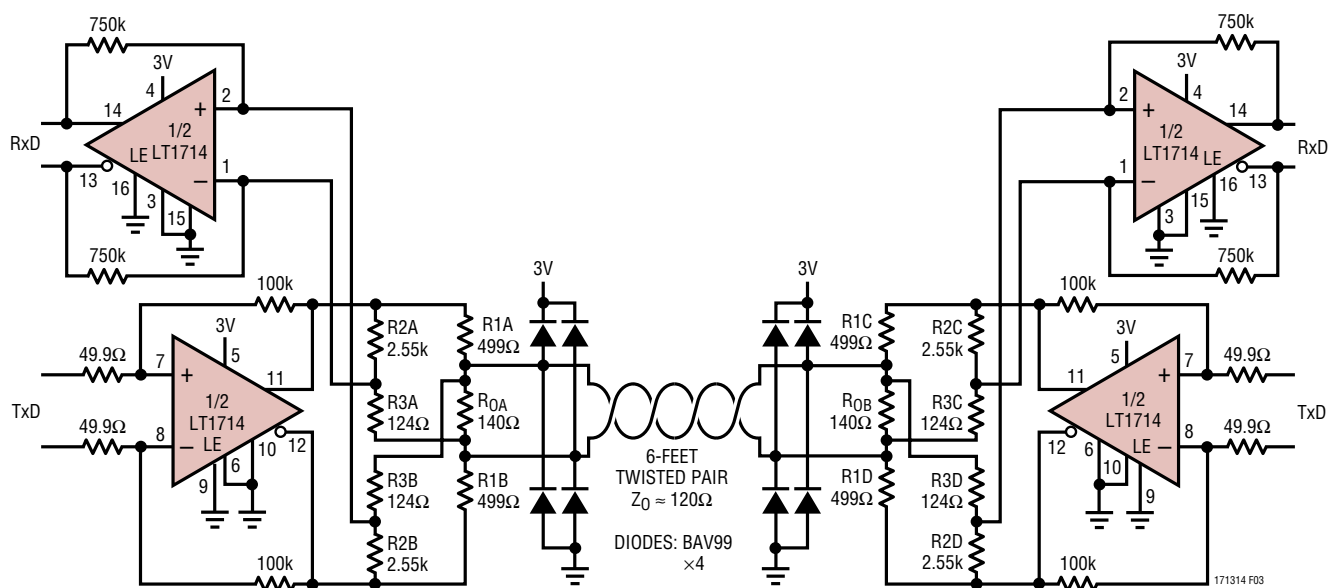 750k
3V
4
14
2
+
1/2
LT1714
LE
RxD
1
−
13
16
3
15
750k
100k
3V
5
49.9Ω
7
+
11
1/2
LT1714
LE
TxD
49.9Ω
8
−
12
10
6
9
100k
R2A
2.55k
R3A
124Ω
R3B
124Ω
R2B
2.55k
R1A
499Ω
R0A
140Ω
R1B
499Ω
3V
6-FEET
TWISTED PAIR
Z0 ≈ 120Ω
DIODES: BAV99
×4
3V
R1C
499Ω
R0B
140Ω
R1D
499Ω
R2C
2.55k
R3C
124Ω
R3D
124Ω
R2D
2.55k
750k
3V
4
2
+
14
1/2
LT1714
LE
RxD
1
−
16
13
15
3
750k
100k
3V
5
7
49.9Ω
+
11
1/2
LT1714
LE
TxD
8
49.9Ω
−
12
6
10
9
100k
171314 F03